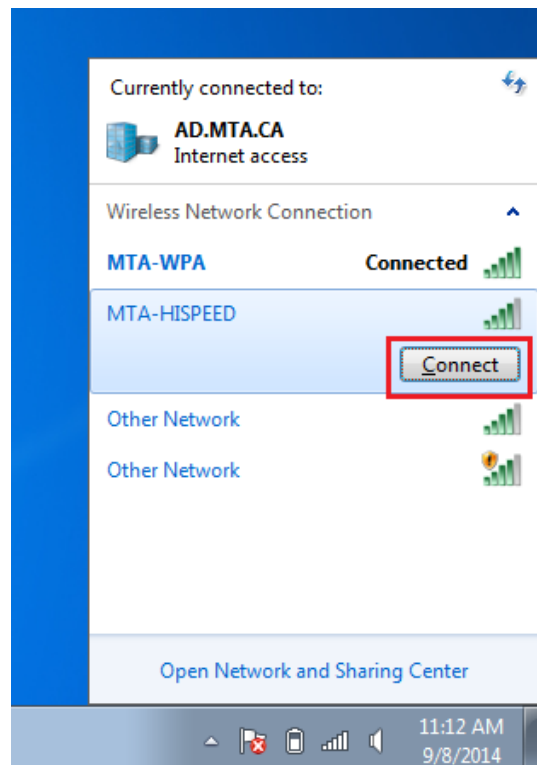 Currently connected to:
AD.MTA.CA
Internet access
Wireless Network Connection
MTA-WPA Connected
MTA-HISPEED
Connect
Other Network
Other Network
Open Network and Sharing Center
11:12 AM
9/8/2014